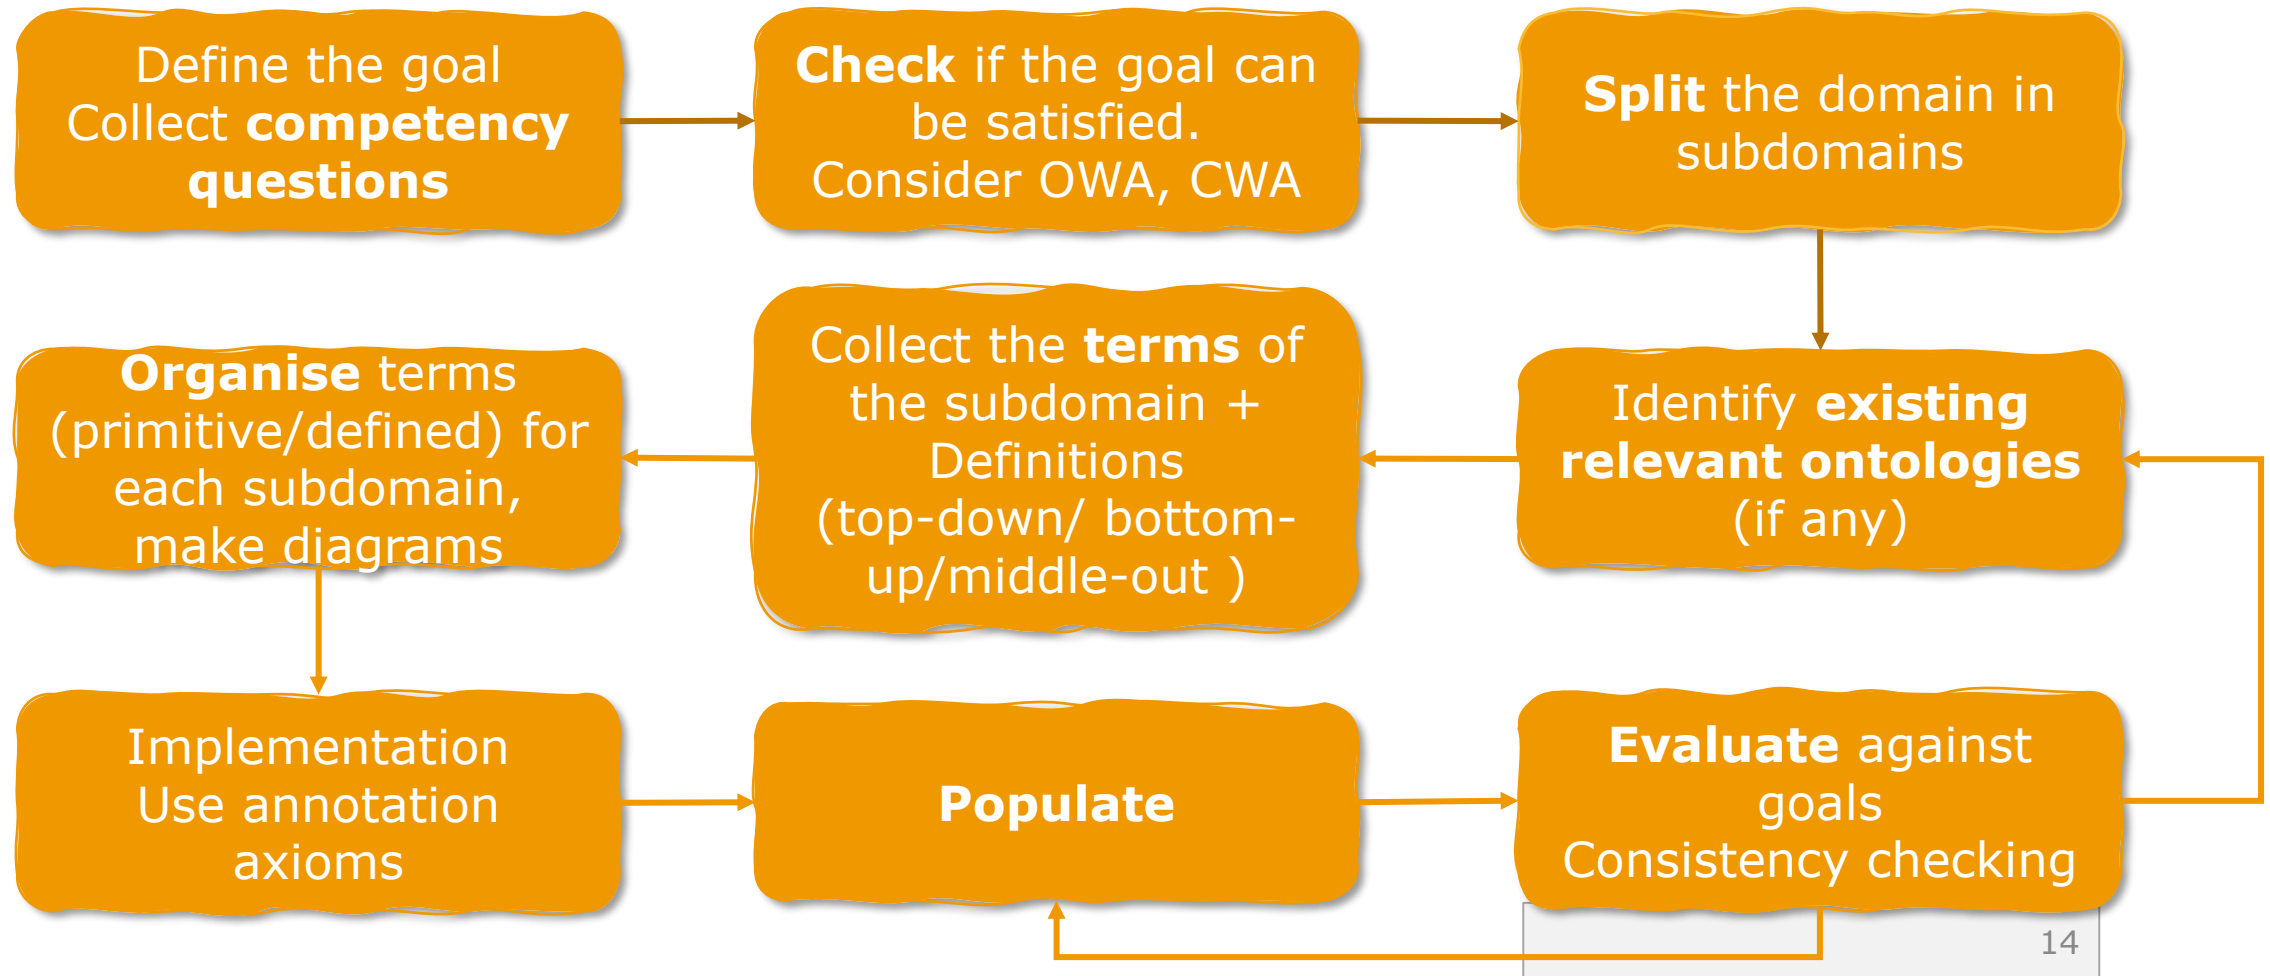 Define the goal
Collect competency
questions
Check if the goal can
be satisfied.
Consider OWA, CWA
Split the domain in
subdomains
Organise terms
(primitive/defined) for
each subdomain,
make diagrams
Collect the terms of
the subdomain +
Definitions
(top-down/ bottom-
up/middle-out )
Identify existing
relevant ontologies
(if any)
Implementation
Use annotation
axioms
Populate
Evaluate against
goals
Consistency checking
14